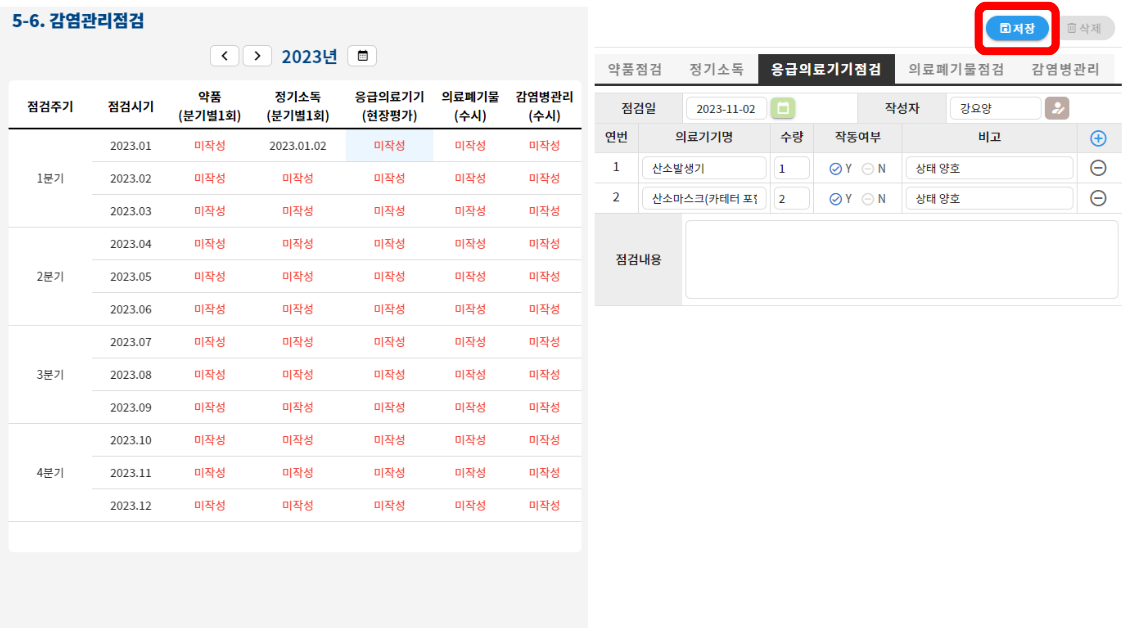 5-6. 감염관리점검
2023년
점검주기 점검시기 약품 (분기별1회) 정기소독 (분기별1회) 응급의료기기 (현장평가) 의료폐기물 (수시) 감염병관리 (수시)
1분기
2023.01 미작성 2023.01.02 미작성 미작성 미작성
2023.02 미작성 미작성 미작성 미작성 미작성
2023.03 미작성 미작성 미작성 미작성 미작성
2분기
2023.04 미작성 미작성 미작성 미작성 미작성
2023.05 미작성 미작성 미작성 미작성 미작성
2023.06 미작성 미작성 미작성 미작성 미작성
3분기
2023.07 미작성 미작성 미작성 미작성 미작성
2023.08 미작성 미작성 미작성 미작성 미작성
2023.09 미작성 미작성 미작성 미작성 미작성
4분기
2023.10 미작성 미작성 미작성 미작성 미작성
2023.11 미작성 미작성 미작성 미작성 미작성
2023.12 미작성 미작성 미작성 미작성 미작성
저장 삭제
약품점검 정기소독 응급의료기기점검 의료폐기물점검 감염병관리
점검일 2023-11-02 작성자 강요양
연번 의료기기명 수량 작동여부 비고
1 산소발생기 1 Y N 상태 양호
2 산소마스크(카테터 2 Y N 상태 양호
점검내용